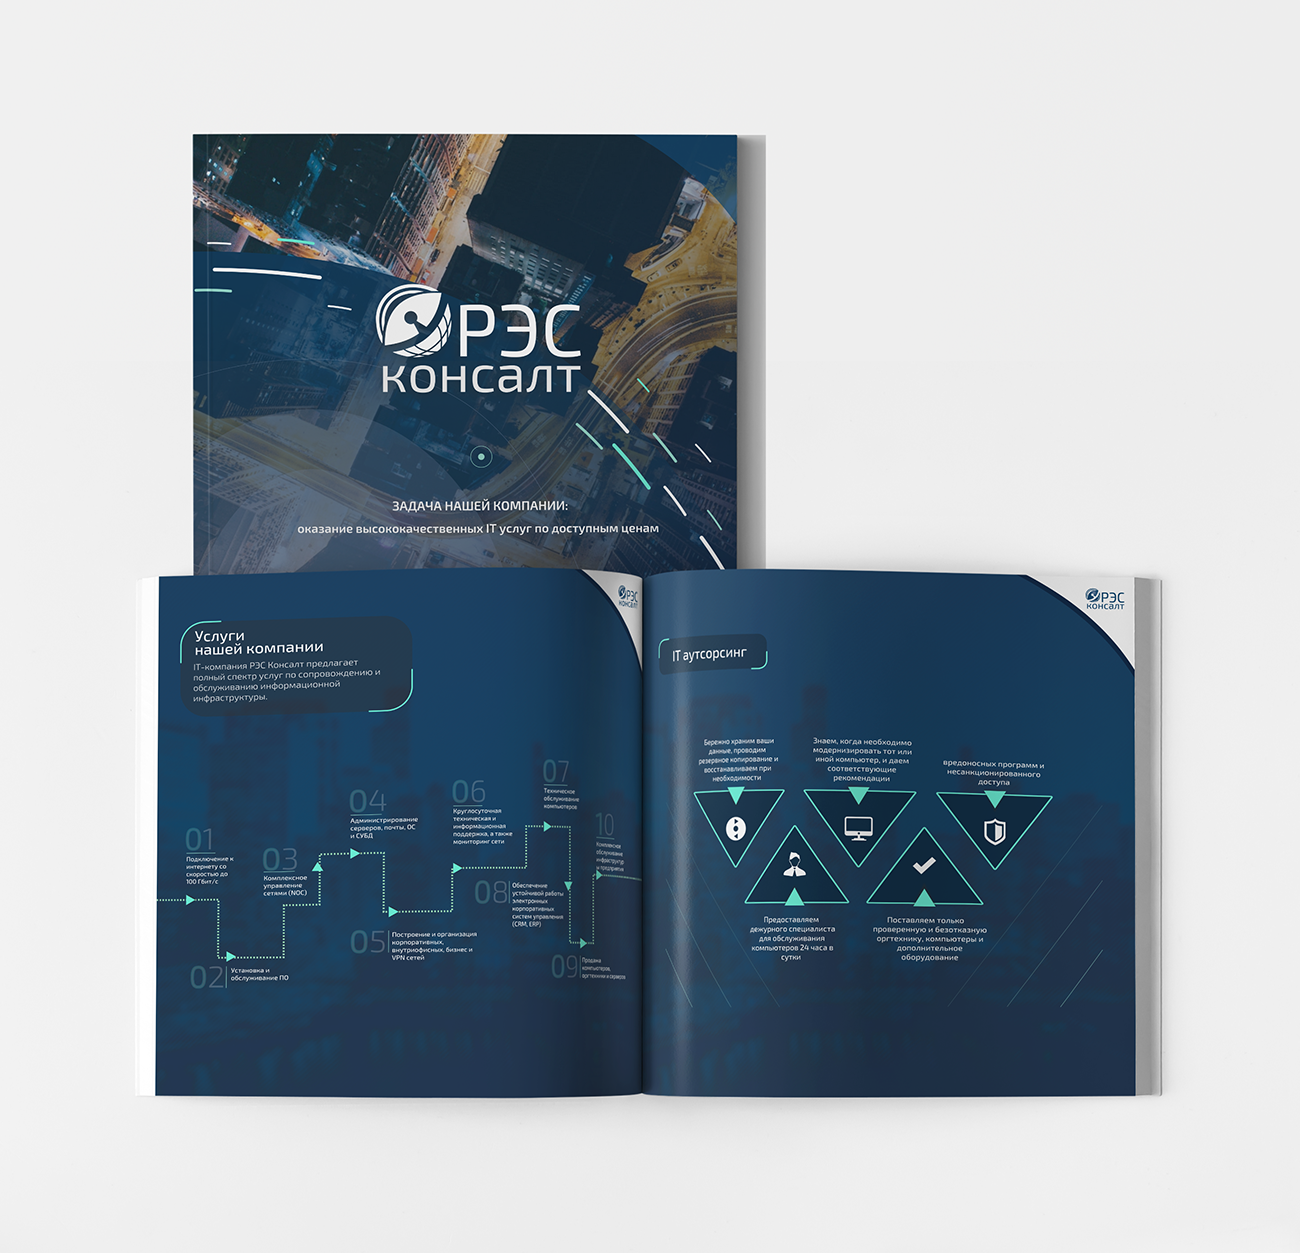 РЭС
консалт
ЗАДАЧА НАШЕЙ КОМПАНИИ:
оказание высококачественных IT услуг по доступным ценам
РЭС
консалт
Услуги
нашей компании
IT-компания РЭС Консалт предлагает
полный спектр услуг по сопровождению и
обслуживанию информационной
инфраструктуры.
01
Подключение к
интернету со
скоростью до
100 Гбит/с
02
Установка и
обслуживание ПО
03
Комплексное
управление
сетями (NOC)
04
Администрирование
серверов, почты, ОС
и СУБД
05
Построение и организация
корпоративных,
внутриофисных, бизнес и
VPN сетей
06
Круглосуточная
техническая и
информационная
поддержка, а также
мониторинг сети
07
Техническое
обслуживание
компьютеров
08
Обеспечение
устойчивой работы
электронных
корпоративных
систем управления
(CRM, ERP)
09
Продажа
компьютеров,
оргтехники и серверов
10
Комплексное
обслуживание
инфраструктур
и предприятия
РЭС
консалт
IT аутсорсинг
Бережно храним ваши
данные, проводим
резервное копирование и
восстанавливаем при
необходимости
Знаем, когда необходимо
модернизировать тот или
иной компьютер, и даем
соответствующие
рекомендации
вредоносных программ и
несанкционированного
доступа
Предоставляем
дежурного специалиста
для обслуживания
компьютеров 24 часа в
сутки
Поставляем только
проверенную и безотказную
оргтехнику, компьютеры и
дополнительное
оборудование